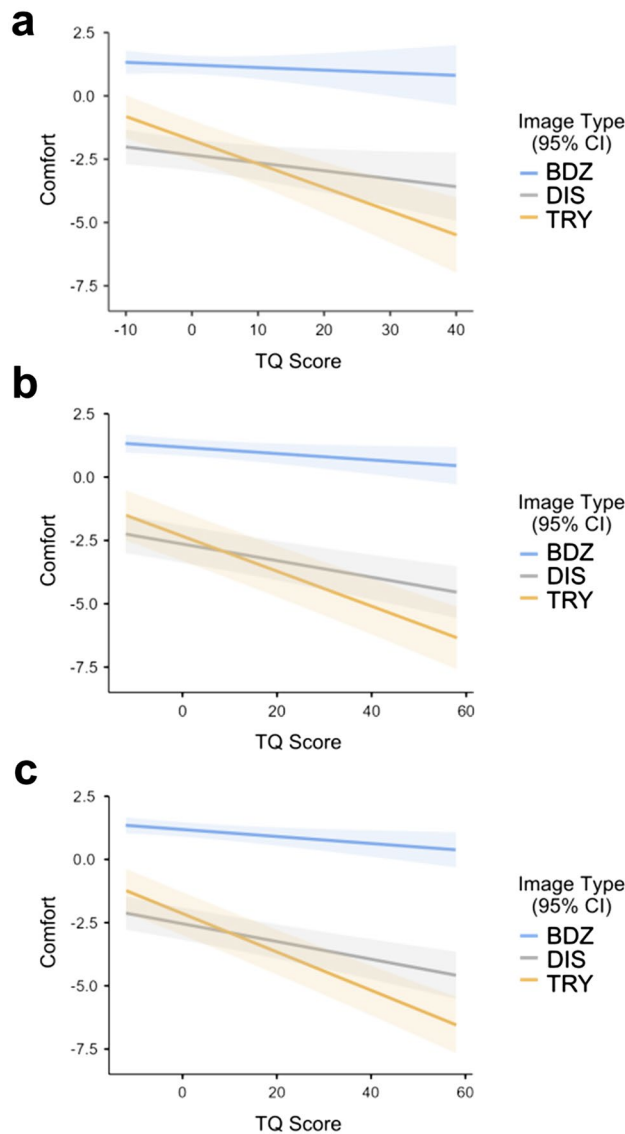 a
2.5
0.0
-2.5
-5.0
-7.5
Comfort
-10 0 10 20 30 40
TQ Score
Image Type
(95% CI)
BDZ
DIS
TRY
b
2.5
0.0
-2.5
-5.0
-7.5
Comfort
0 20 40 60
TQ Score
Image Type
(95% CI)
BDZ
DIS
TRY
c
2.5
0.0
-2.5
-5.0
-7.5
Comfort
0 20 40 60
TQ Score
Image Type
(95% CI)
BDZ
DIS
TRY